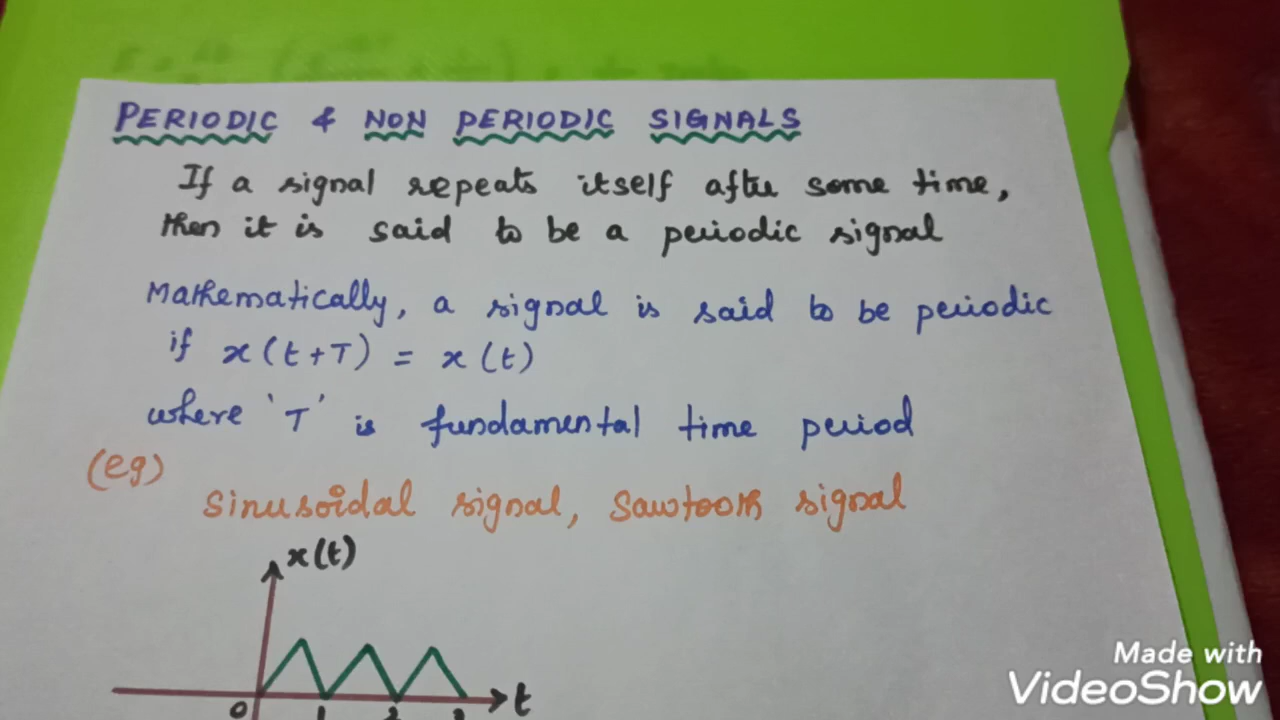 PERIODIC & NON PERIODIC SIGNALS
If a signal repeats itself after some time,
then it is said to be a periodic signal
Mathematically, a signal is said to be periodic
if x(t+T) = x(t)
where 'T' is fundamental time period
(eg)
Sinusoidal signal, Sawtooth signal
x(t)
t
0
Made with
VideoShow